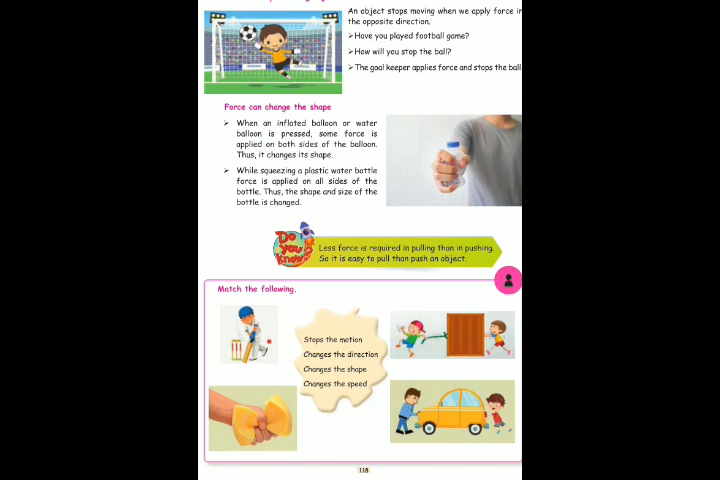 An object stops moving when we apply force in
the opposite direction.
➢ Have you played football game?
➢ How will you stop the ball?
➢ The goal keeper applies force and stops the ball
Force can change the shape
➢ When an inflated balloon or water
balloon is pressed, some force is
applied on both sides of the balloon.
Thus, it changes its shape.
➢ While squeezing a plastic water bottle
force is applied on all sides of the
bottle. Thus, the shape and size of the
bottle is changed.
Do
you
Know?
Less force is required in pulling than in pushing.
So it is easy to pull than push an object.
Match the following.
Stops the motion
Changes the direction
Changes the shape
Changes the speed
118